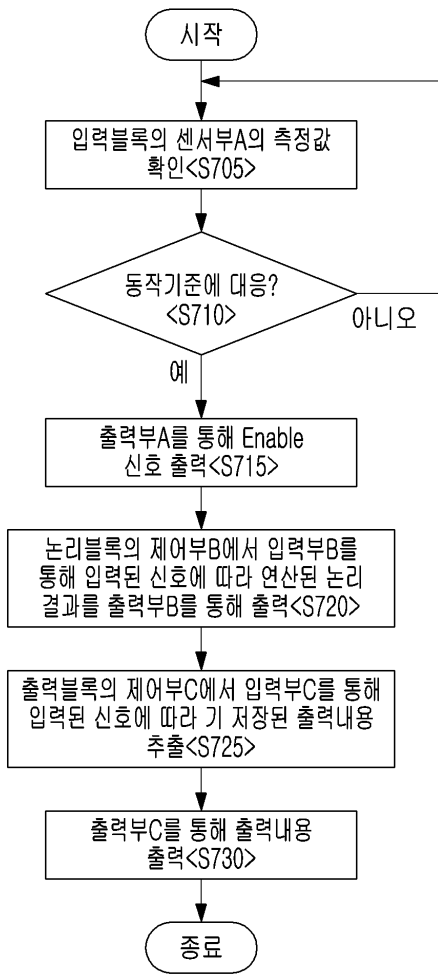 시작
입력블록의 센서부A의 측정값
확인<S705>
동작기준에 대응?
<S710>
아니오
예
출력부A를 통해 Enable
신호 출력<S715>
논리블록의 제어부B에서 입력부B를
통해 입력된 신호에 따라 연산된 논리
결과를 출력부B를 통해 출력<S720>
출력블록의 제어부C에서 입력부C를 통해
입력된 신호에 따라 기 저장된 출력내용
추출<S725>
출력부C를 통해 출력내용
출력<S730>
종료